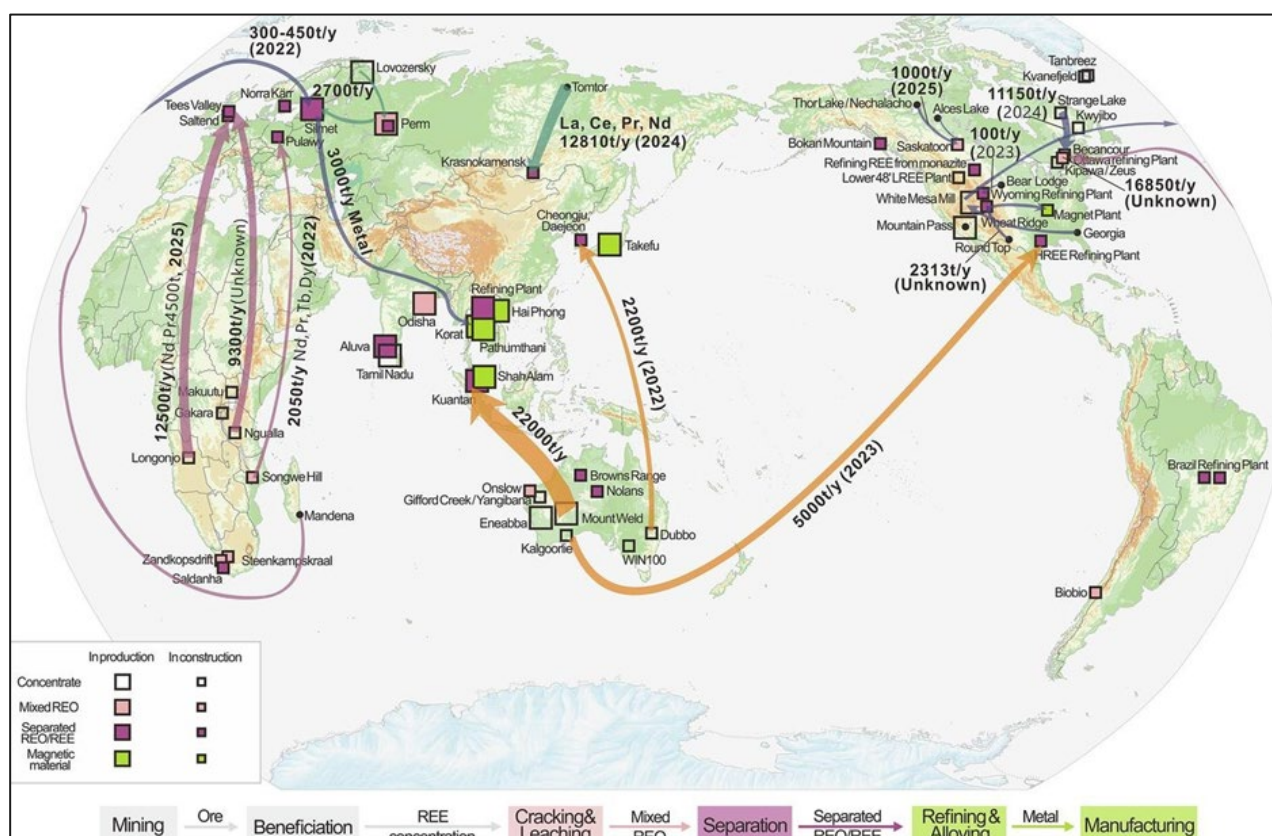 300-450t/y
(2022)
Lovozersky
Norra Kärr
2700t/y
Tees Valley
Saltend
Silmet
Perm
Pulawy
Tomtor
La, Ce, Pr, Nd
12810t/y (2024)
Krasnokamensk
3000t/y Metal
Cheongju,
Daejeon
Takefu
Refining Plant
Hai Phong
Odisha
Korat
Pathumthani
Aluva
Tamil Nadu
Shah Alam
Kuantan
22000t/y
2200t/y (2022)
5000t/y (2023)
12500t/y(Nd Pr4500t, 2025)
9300t/y(Unknown)
2050t/y Nd,Pr,Tb,Dy(2022)
Makuutu
Gakara
Ngualla
Longonjo
Songwe Hill
Mandena
Zandkopsdrift
Steenkampskraal
Saldanha
Browns Range
Onslow
Nolans
Gifford Creek/Yangibana
Eneabba
Mount Weld
Kalgoorlie
Dubbo
WIN100
Tanbreez
Kvanefjeld
1000t/y
(2025)
11150t/y
(2024)
Strange Lake
Thor Lake/Nechalacho
Alces Lake
Kwyjibo
100t/y
(2023)
Bokan Mountain
Saskatoon
Becancour
Ottawa refining Plant
Kipawa/Zeus
Refining REE from monazite
Lower 48' LREE Plant
Bear Lodge
16850t/y
(Unknown)
White Mesa Mill
Wyoming Refining Plant
Wheat Ridge
Magnet Plant
Mountain Pass
Round Top
Georgia
HREE Refining Plant
2313t/y
(Unknown)
Brazil Refining Plant
Biobio
In production
In construction
Concentrate
Mixed REO
Separated
REO/REE
Magnetic
material
Mining
Ore
Beneficiation
REE
concentration
Cracking&
Leaching
Mixed
REO
Separation
Separated
REO/REE
Refining &
Alloying
Metal
Manufacturing